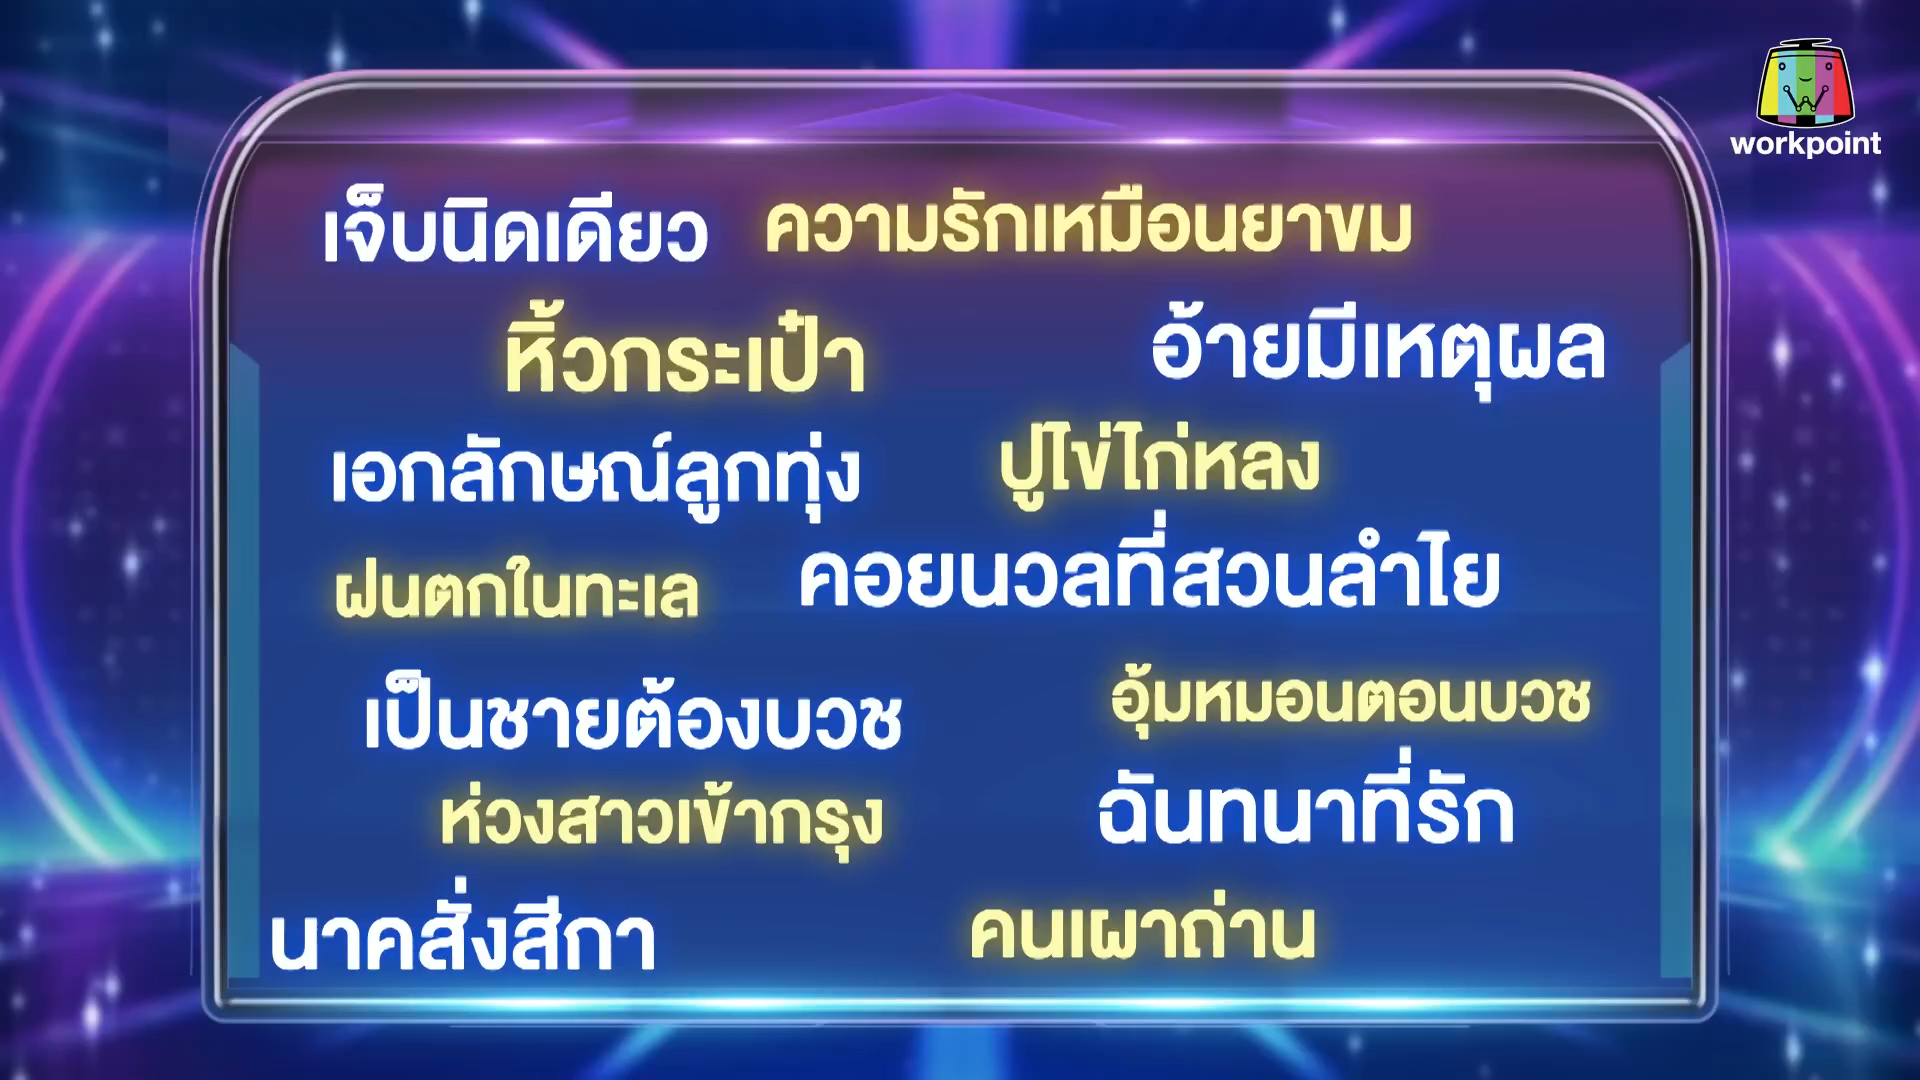 workpoint
เจ็บนิดเดียว ความรักเหมือนยาขม
หิ้วกระเป๋า อ้ายมีเหตุผล
เอกลักษณ์ลูกทุ่ง ปูไข่ไก่หลง
ฝนตกในทะเล คอยนวลที่สวนลำไย
เป็นชายต้องบวช อุ้มหมอนตอนบวช
ห่วงสาวเข้ากรุง ฉันทนาที่รัก
นาคสั่งสีกา คนเผาถ่าน